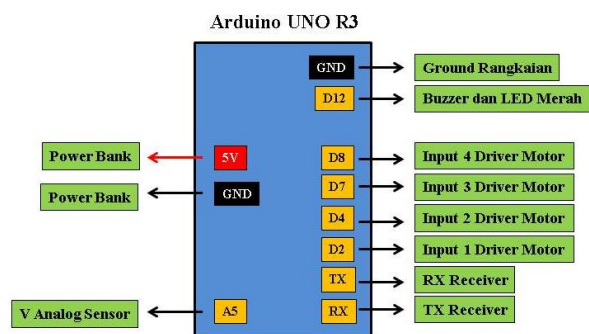 Arduino UNO R3
GND
Ground Rangkaian
D12
Buzzer dan LED Merah
Power Bank
5V
D8
Input 4 Driver Motor
Power Bank
GND
D7
Input 3 Driver Motor
D4
Input 2 Driver Motor
D2
Input 1 Driver Motor
TX
RX Receiver
V Analog Sensor
A5
RX
TX Receiver